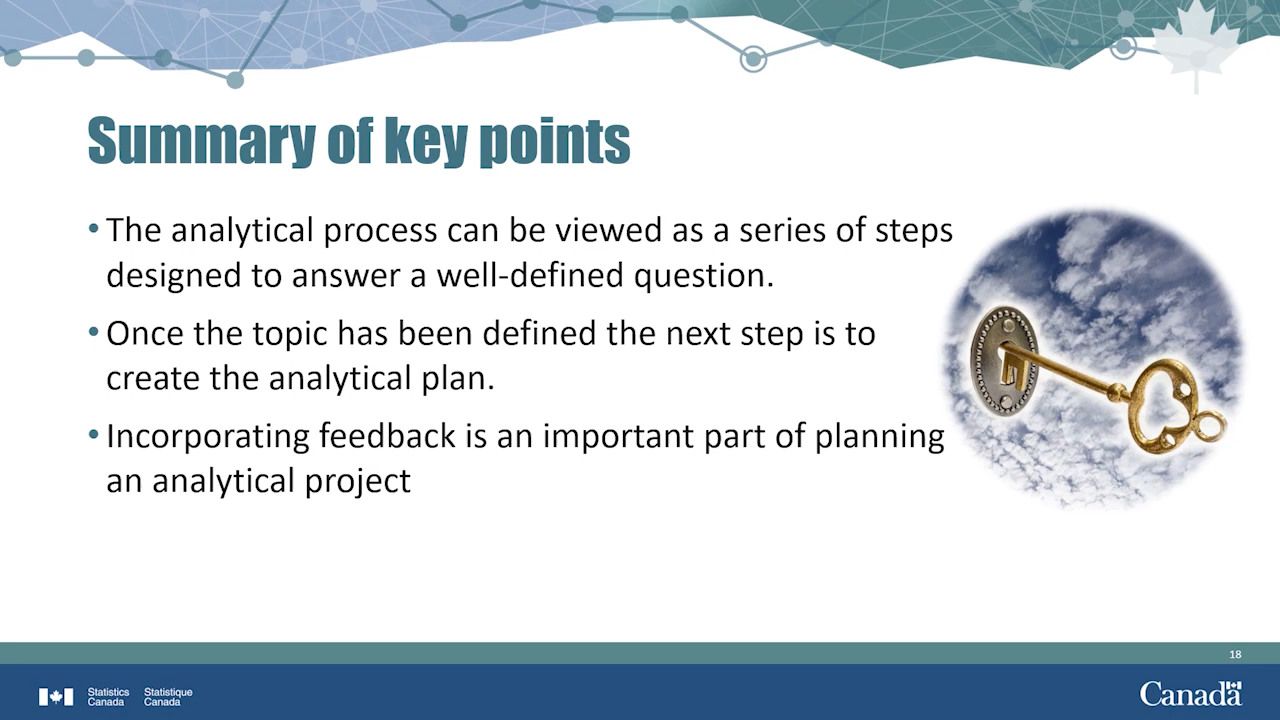 Summary of key points
• The analytical process can be viewed as a series of steps
designed to answer a well-defined question.
• Once the topic has been defined the next step is to
create the analytical plan.
• Incorporating feedback is an important part of planning
an analytical project
18
Statistics
Canada
Statistique
Canada
Canada